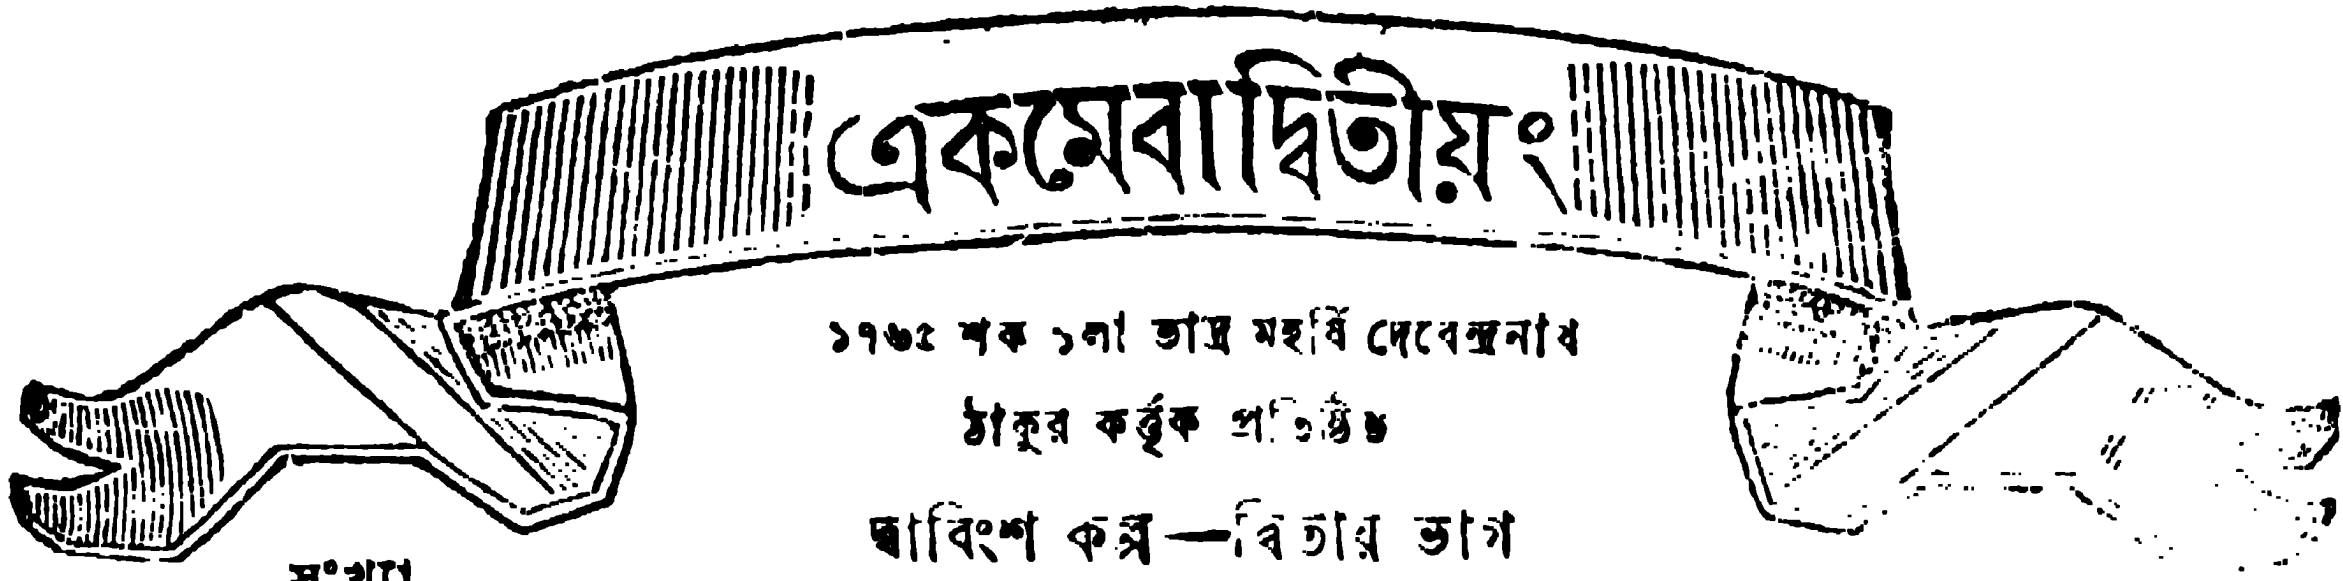 একমেবাদ্বিতীয়ং
১৭৬৫ শক ১লা ভাদ্র মহর্ষি দেবেন্দ্রনাথ
ঠাকুর কর্ত্তৃক প্রতিষ্ঠিত
দ্বাবিংশ কল্প—দ্বিতীয় ভাগ